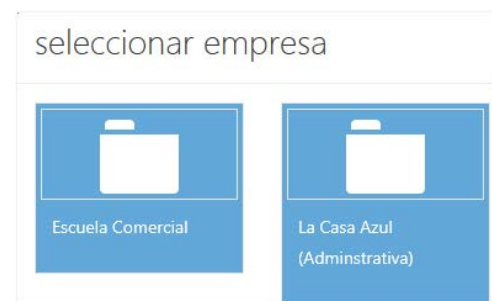 seleccionar empresa
Escuela Comercial
La Casa Azul
(Adminstrativa)